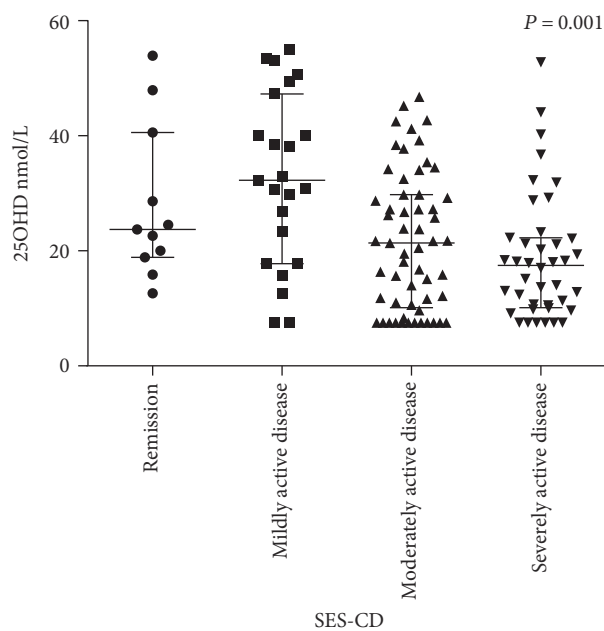 60
40
20
0
25OHD nmol/L
P = 0.001
Remission
Mildly active disease
Moderately active disease
Severely active disease
SES-CD